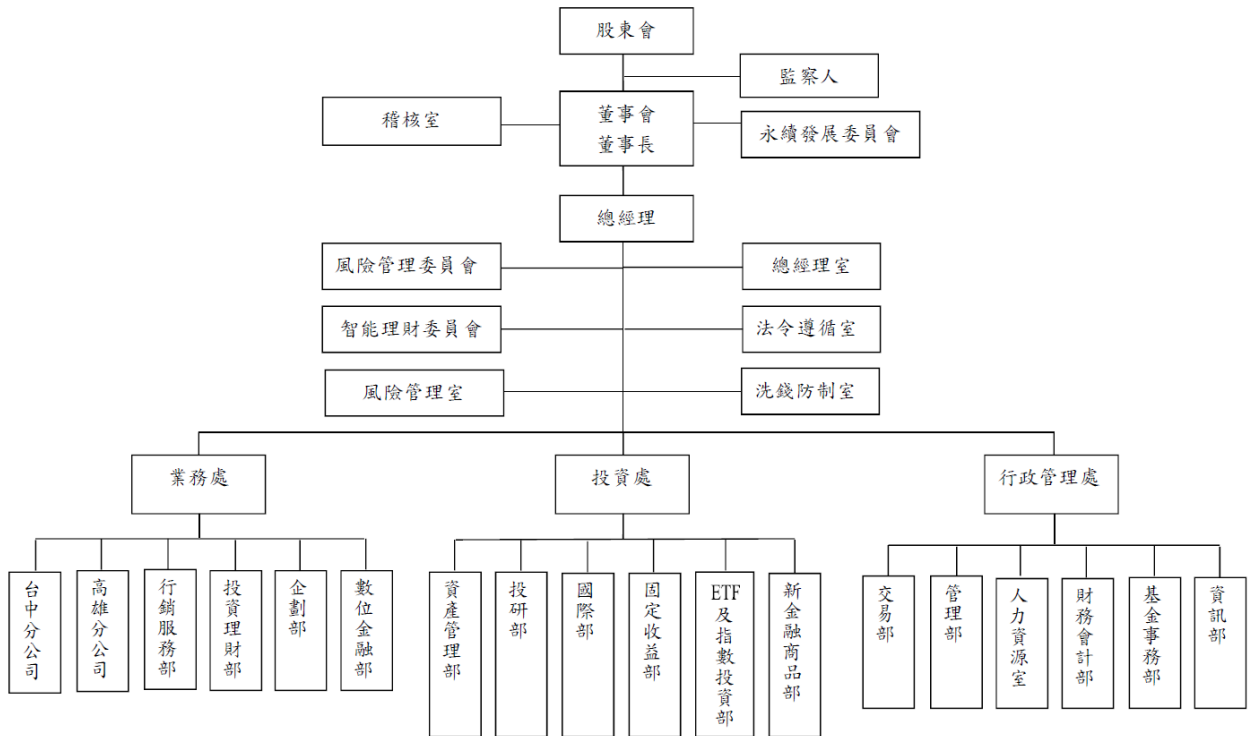 股東會
監察人
稽核室
董事會
董事長
永續發展委員會
總經理
風險管理委員會
總經理室
智能理財委員會
法令遵循室
風險管理室
洗錢防制室
業務處
投資處
行政管理處
台中分公司
高雄分公司
行銷服務部
投資理財部
企劃部
數位金融部
資產管理部
投研部
國際部
固定收益部
ETF及指數投資部
新金融商品部
交易部
管理部
人力資源室
財務會計部
基金事務部
資訊部